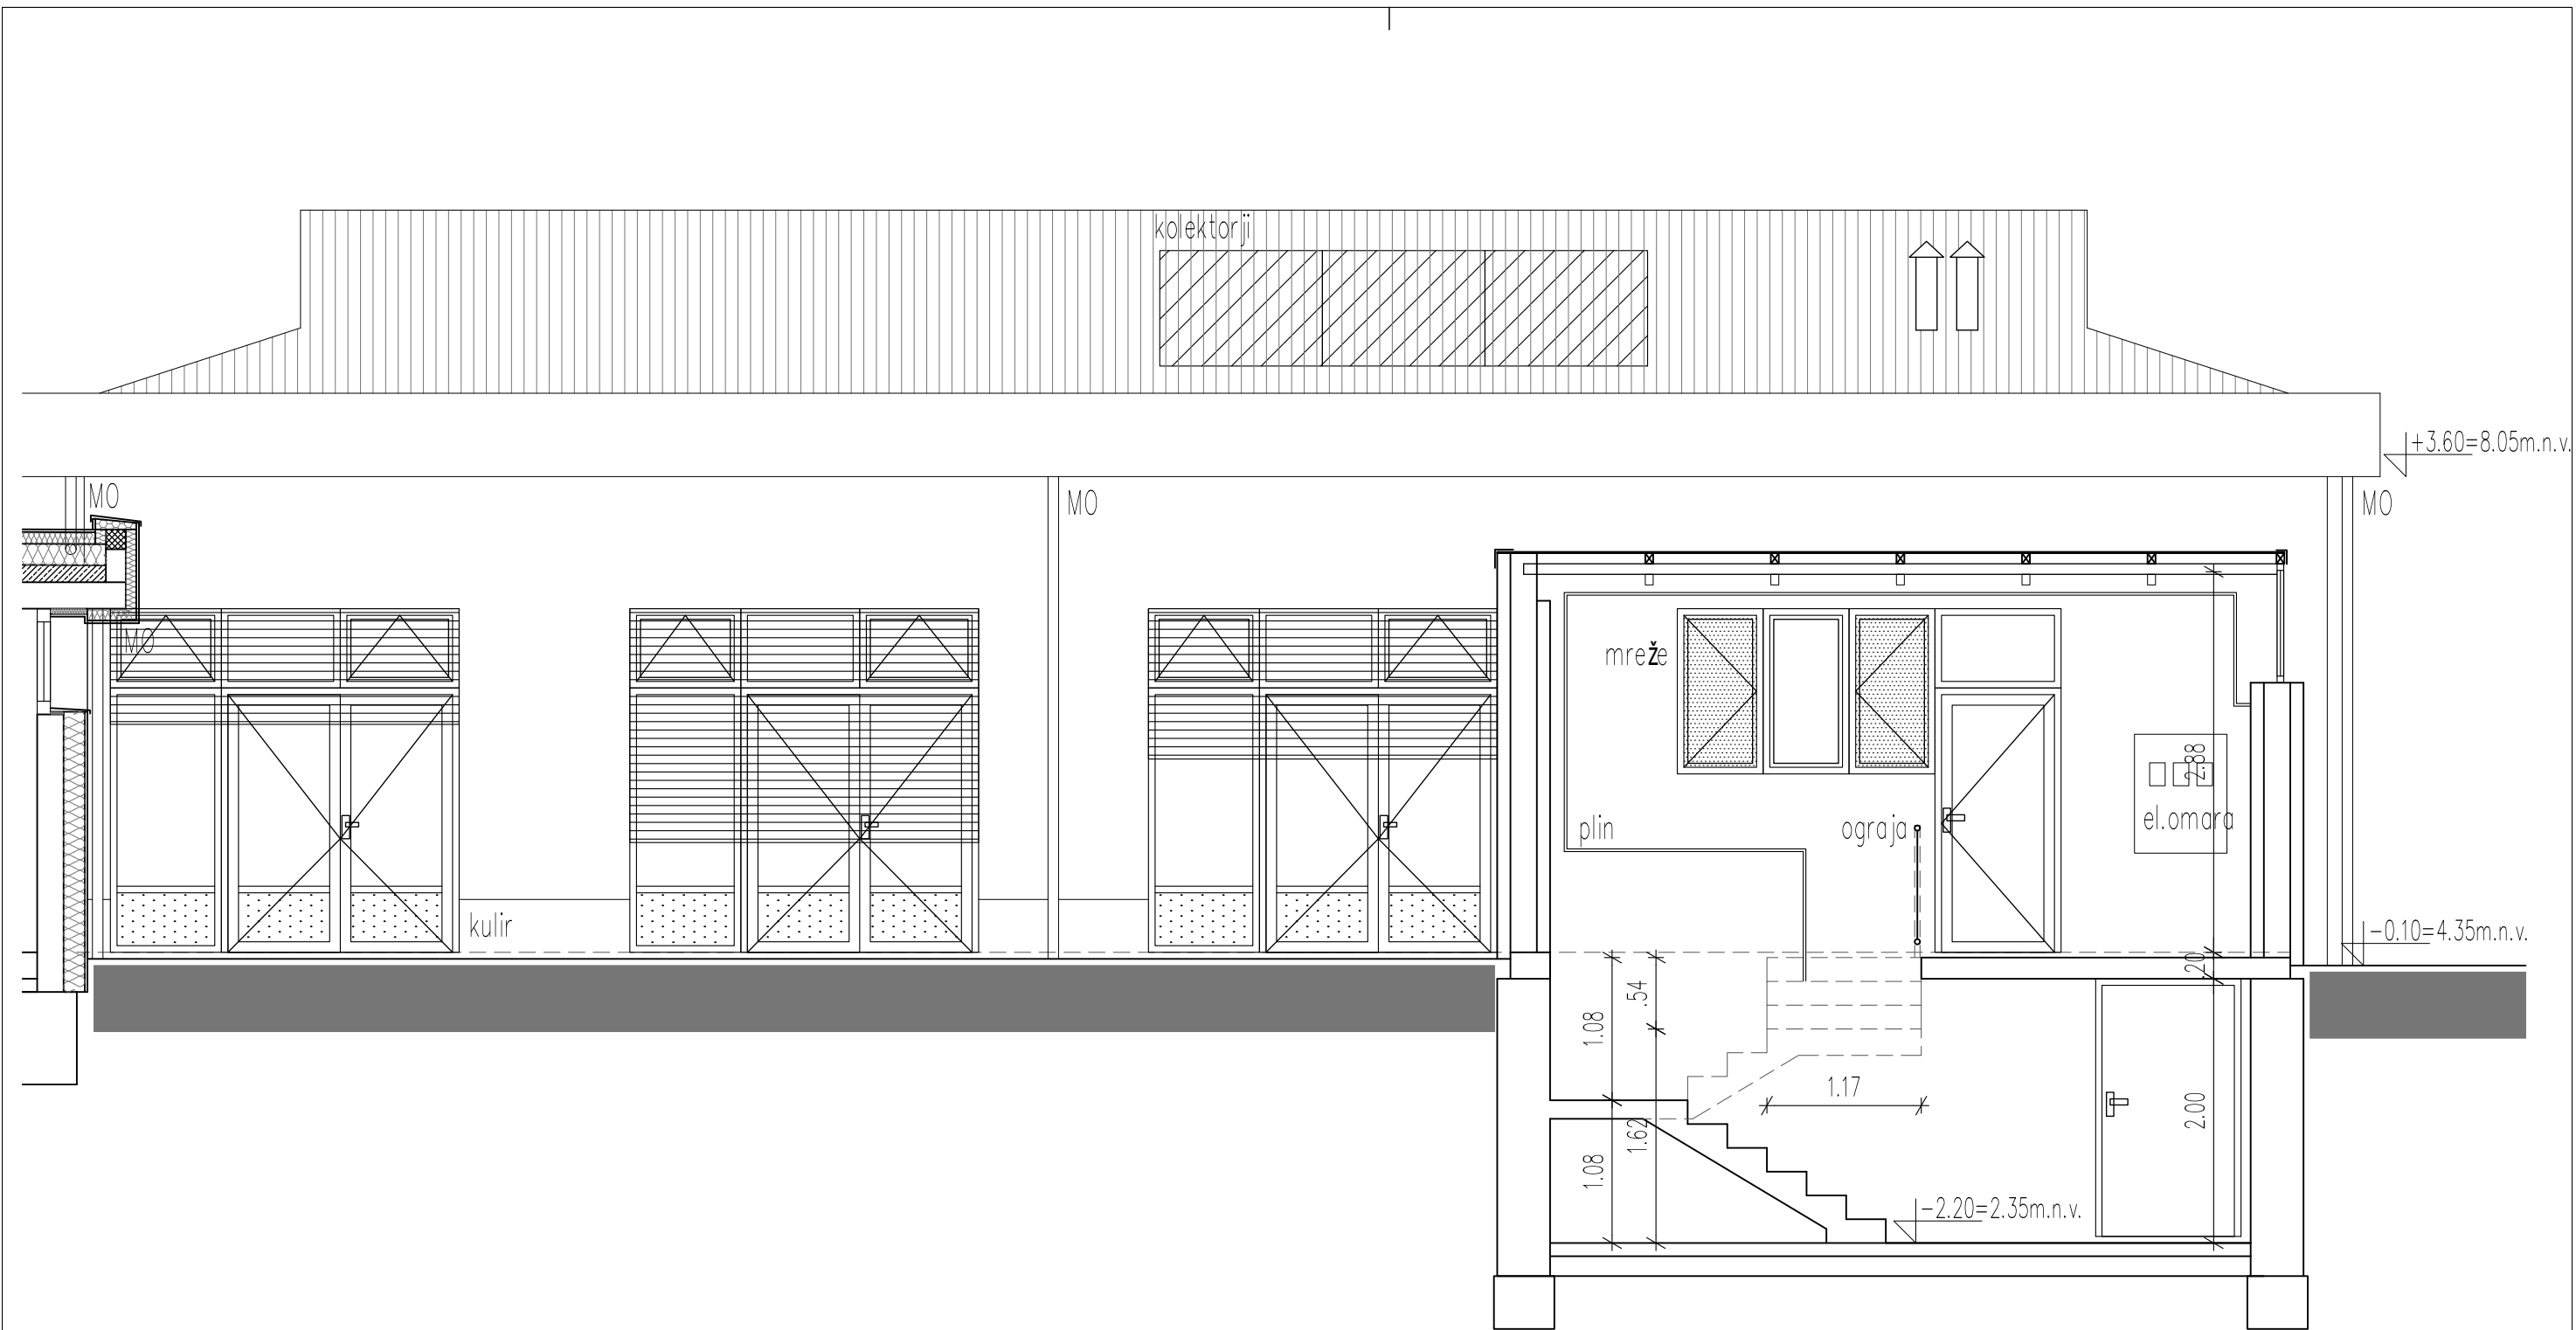 kolektorji
+3.60=8.05m.n.v.
MO
MO
MO
MO
mreže
2.88
plin
ograja
el.omara
kulir
-0.10=4.35m.n.v.
.20
.54
1.08
1.17
2.00
1.62
1.08
-2.20=2.35m.n.v.